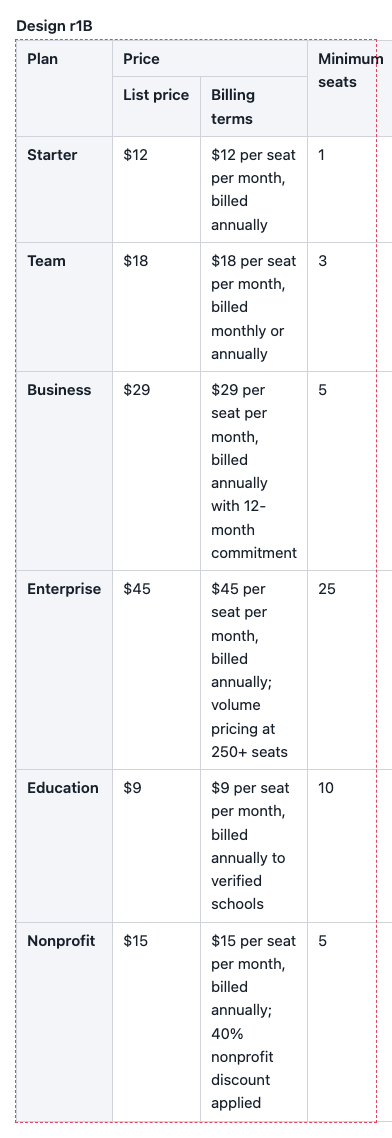 Design r1B
Plan
Price
Minimum
seats
List price
Billing
terms
Starter
$12
$12 per seat
per month,
billed
annually
1
Team
$18
$18 per seat
per month,
billed
monthly or
annually
3
Business
$29
$29 per
seat per
month,
billed
annually
with 12-
month
commitment
5
Enterprise
$45
$45 per
seat per
month,
billed
annually;
volume
pricing at
250+ seats
25
Education
$9
$9 per seat
per month,
billed
annually to
verified
schools
10
Nonprofit
$15
$15 per seat
per month,
billed
annually;
40%
nonprofit
discount
applied
5